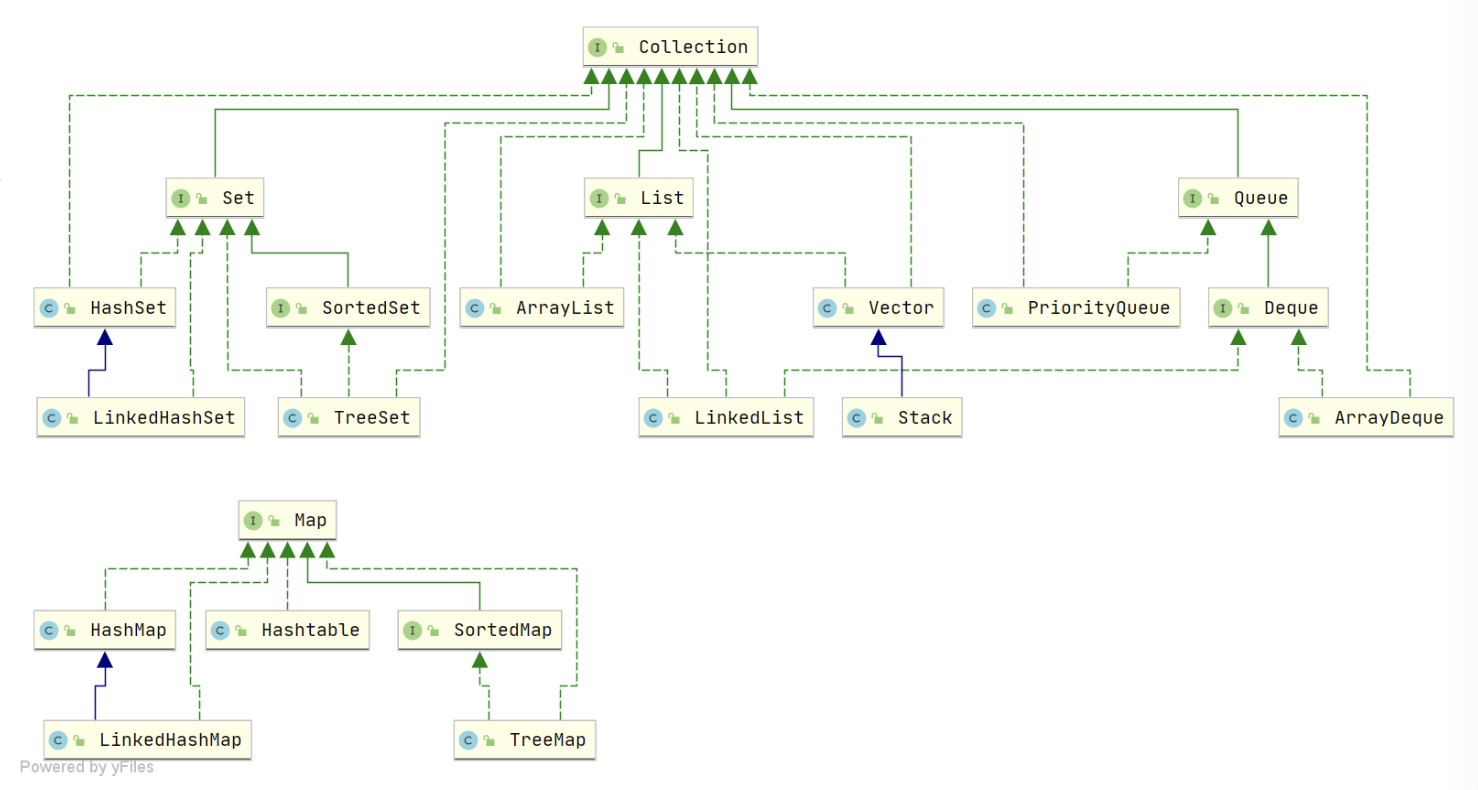 I Collection
I Set
I List
I Queue
C HashSet
I SortedSet
C ArrayList
C Vector
C PriorityQueue
I Deque
C LinkedHashSet
C TreeSet
C LinkedList
C Stack
C ArrayDeque
I Map
C HashMap
C Hashtable
I SortedMap
C LinkedHashMap
C TreeMap
Powered by yFiles